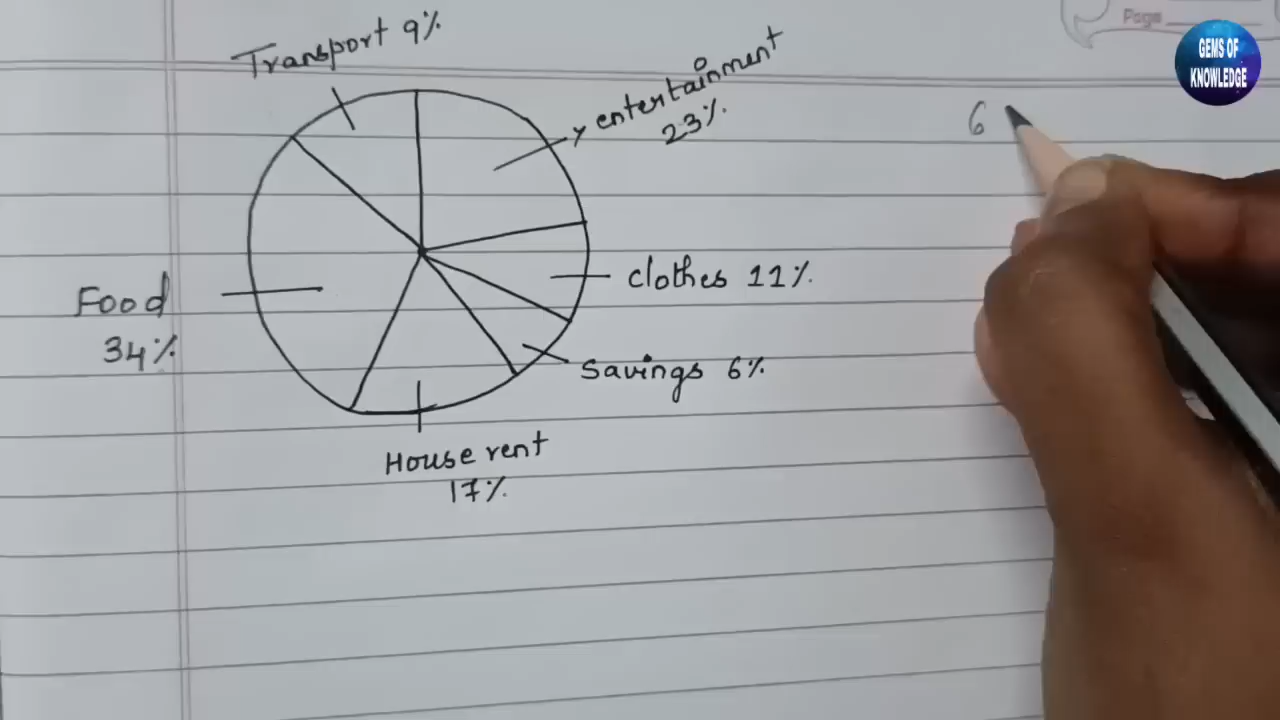 Transport 9%
entertainment
23%
Clothes 11%
Savings 6%
House rent
17%
Food
34%
6
Page
GEMS OF
KNOWLEDGE